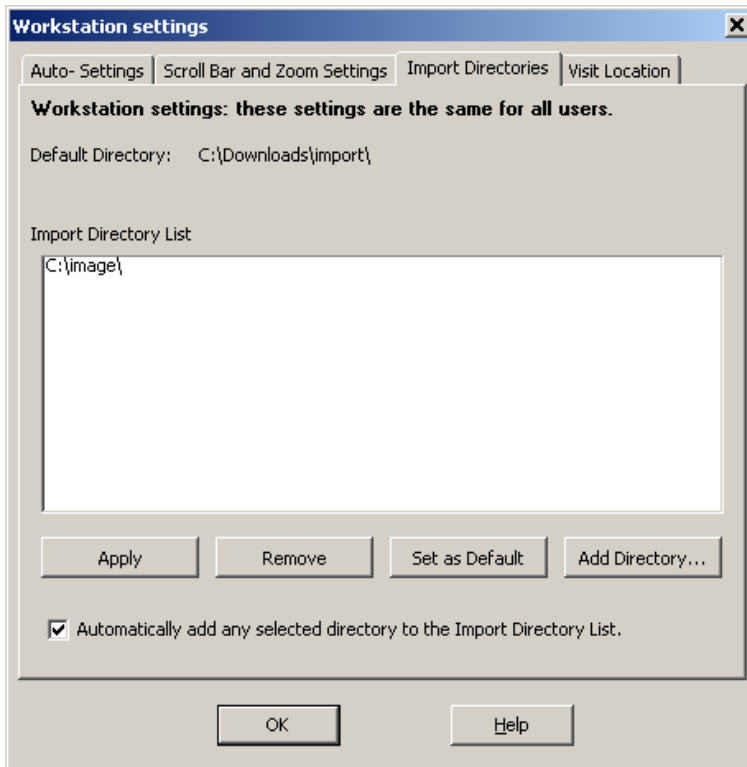 Workstation settings
Auto- Settings
Scroll Bar and Zoom Settings
Import Directories
Visit Location
Workstation settings: these settings are the same for all users.
Default Directory: C:\Downloads\import\
Import Directory List
C:\image\
Apply
Remove
Set as Default
Add Directory...
Automatically add any selected directory to the Import Directory List.
OK
Help